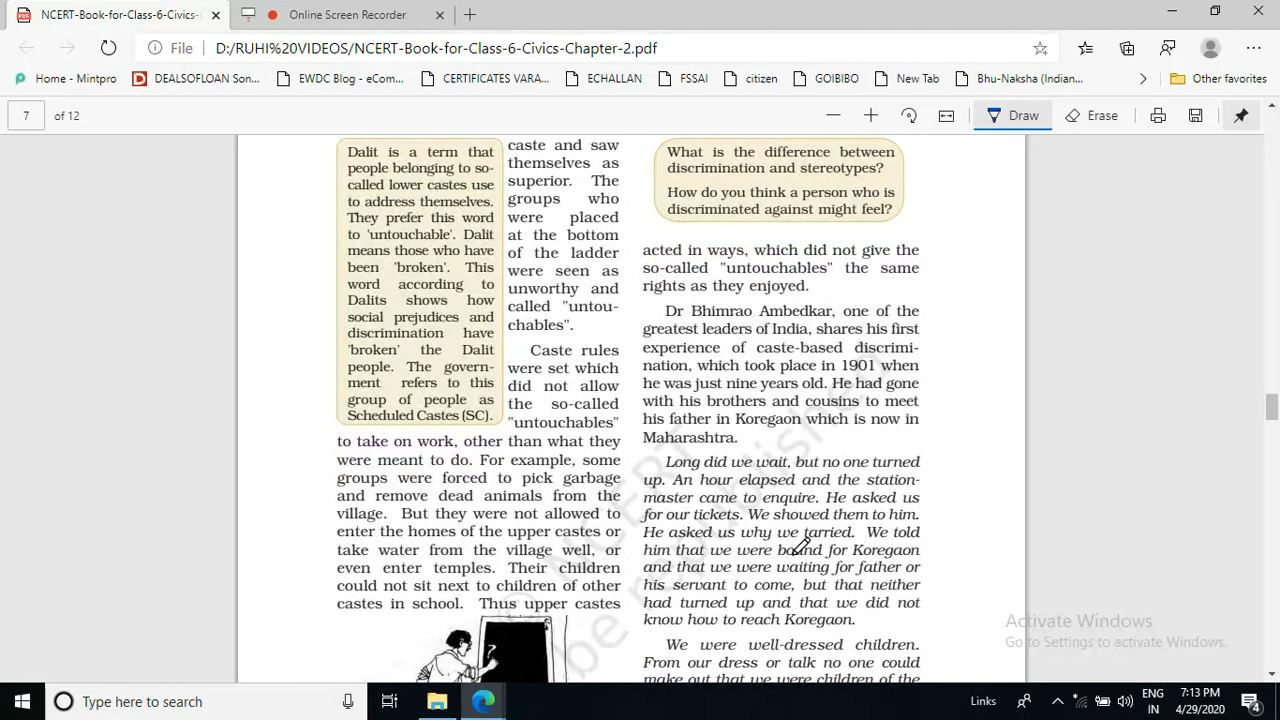 NCERT-Book-for-Class-6-Civics-C
Online Screen Recorder
File
D:/RUHI%20VIDEOS/NCERT-Book-for-Class-6-Civics-Chapter-2.pdf
Home - Mintpro
DEALSOFLOAN Son...
EWDC Blog - eCom...
CERTIFICATES VARA...
ECHALLAN
FSSAI
citizen
GOIBIBO
New Tab
Bhu-Naksha (Indian...
Other favorites
7 of 12
Draw
Erase
Dalit is a term that
people belonging to so-
called lower castes use
to address themselves.
They prefer this word
to 'untouchable'. Dalit
means those who have
been 'broken'. This
word according to
Dalits shows how
social prejudices and
discrimination have
'broken' the Dalit
people. The govern-
ment refers to this
group of people as
Scheduled Castes (SC).
caste and saw
themselves as
superior. The
groups who
were placed
at the bottom
of the ladder
were seen as
unworthy and
called "untou-
chables".
Caste rules
were set which
did not allow
the so-called
"untouchables"
to take on work, other than what they
were meant to do. For example, some
groups were forced to pick garbage
and remove dead animals from the
village. But they were not allowed to
enter the homes of the upper castes or
take water from the village well, or
even enter temples. Their children
could not sit next to children of other
castes in school. Thus upper castes
?
What is the difference between
discrimination and stereotypes?
How do you think a person who is
discriminated against might feel?
acted in ways, which did not give the
so-called "untouchables" the same
rights as they enjoyed.
Dr Bhimrao Ambedkar, one of the
greatest leaders of India, shares his first
experience of caste-based discrimi-
nation, which took place in 1901 when
he was just nine years old. He had gone
with his brothers and cousins to meet
his father in Koregaon which is now in
Maharashtra.
Long did we wait, but no one turned
up. An hour elapsed and the station-
master came to enquire. He asked us
for our tickets. We showed them to him.
He asked us why we tarried. We told
him that we were bound for Koregaon
and that we were waiting for father or
his servant to come, but that neither
had turned up and that we did not
know how to reach Koregaon.
We were well-dressed children.
From our dress or talk no one could
make out that we were children of the
NCERT
be republished
Activate Windows
Go to Settings to activate Windows.
Type here to search
Links
ENG
IN
7:13 PM
4/29/2020
4